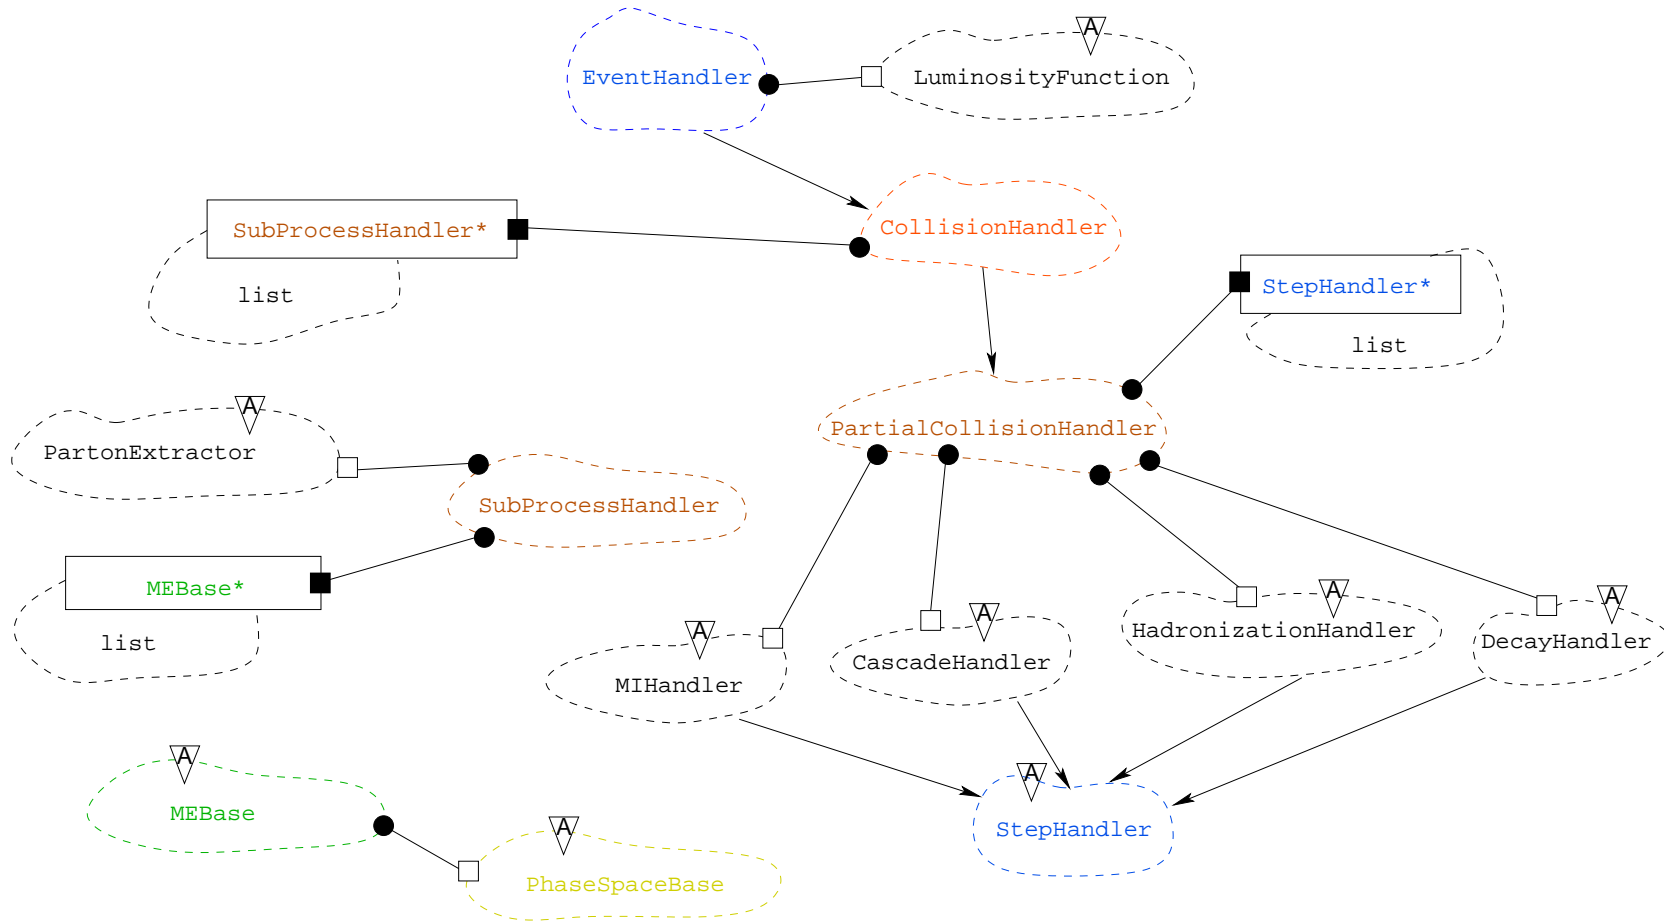 A
EventHandler
LuminosityFunction
SubProcessHandler*
CollisionHandler
list
StepHandler*
list
A
PartonExtractor
PartialCollisionHandler
SubProcessHandler
MEBase*
list
A
MIHandler
A
CascadeHandler
A
HadronizationHandler
A
DecayHandler
A
MEBase
A
StepHandler
A
PhaseSpaceBase